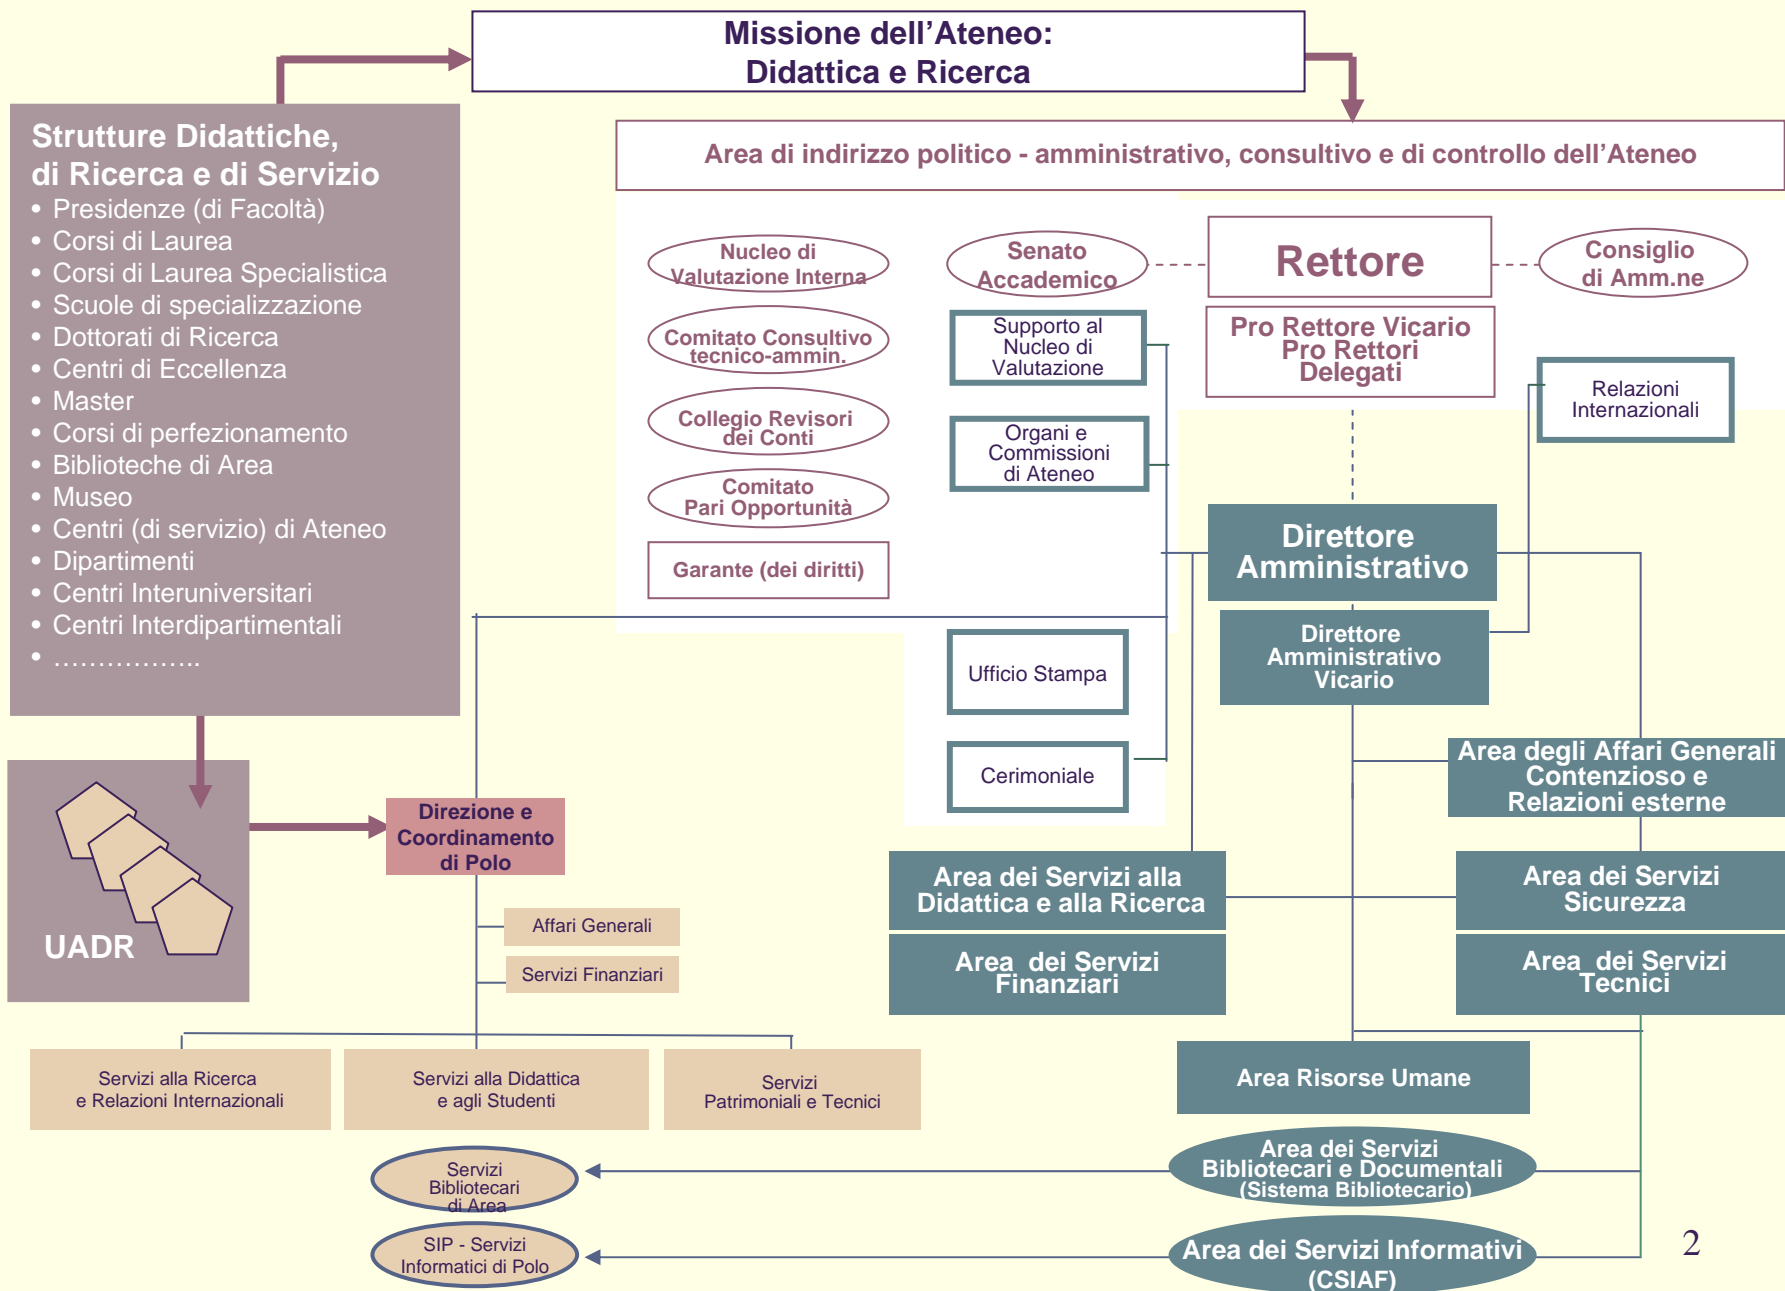 Missione dell’Ateneo:
Didattica e Ricerca
Strutture Didattiche,
di Ricerca e di Servizio
• Presidenze (di Facoltà)
• Corsi di Laurea
• Corsi di Laurea Specialistica
• Scuole di specializzazione
• Dottorati di Ricerca
• Centri di Eccellenza
• Master
• Corsi di perfezionamento
• Biblioteche di Area
• Museo
• Centri (di servizio) di Ateneo
• Dipartimenti
• Centri Interuniversitari
• Centri Interdipartimentali
• ……………..
UADR
Area di indirizzo politico - amministrativo, consultivo e di controllo dell’Ateneo
Nucleo di
Valutazione Interna
Comitato Consultivo
tecnico-ammin.
Collegio Revisori
dei Conti
Comitato
Pari Opportunità
Garante (dei diritti)
Senato
Accademico
Rettore
Consiglio
di Amm.ne
Supporto al
Nucleo di
Valutazione
Pro Rettore Vicario
Pro Rettori
Delegati
Relazioni
Internazionali
Organi e
Commissioni
di Ateneo
Direttore
Amministrativo
Direttore
Amministrativo
Vicario
Ufficio Stampa
Cerimoniale
Area degli Affari Generali
Contenzioso e
Relazioni esterne
Direzione e
Coordinamento
di Polo
Area dei Servizi alla
Didattica e alla Ricerca
Area dei Servizi
Sicurezza
Affari Generali
Servizi Finanziari
Area dei Servizi
Finanziari
Area dei Servizi
Tecnici
Servizi alla Ricerca
e Relazioni Internazionali
Servizi alla Didattica
e agli Studenti
Servizi
Patrimoniali e Tecnici
Area Risorse Umane
Servizi
Bibliotecari
di Area
Area dei Servizi
Bibliotecari e Documentali
(Sistema Bibliotecario)
SIP - Servizi
Informatici di Polo
Area dei Servizi Informativi
(CSIAF)
2